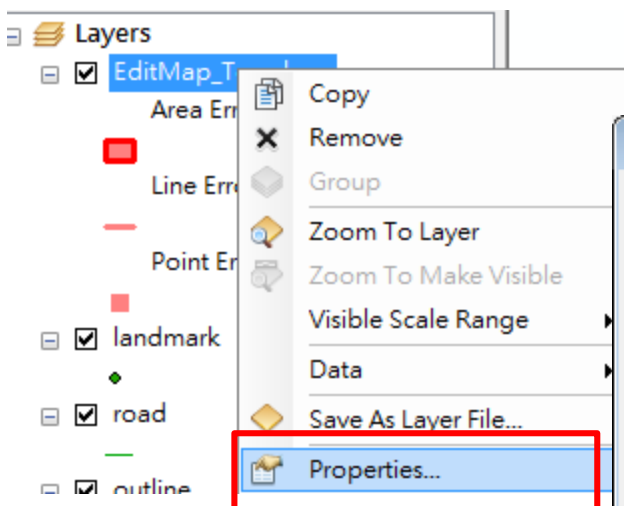 Layers
EditMap_T
Area Err
Line Erro
Point Er
landmark
road
outline
Copy
Remove
Group
Zoom To Layer
Zoom To Make Visible
Visible Scale Range
Data
Save As Layer File...
Properties...